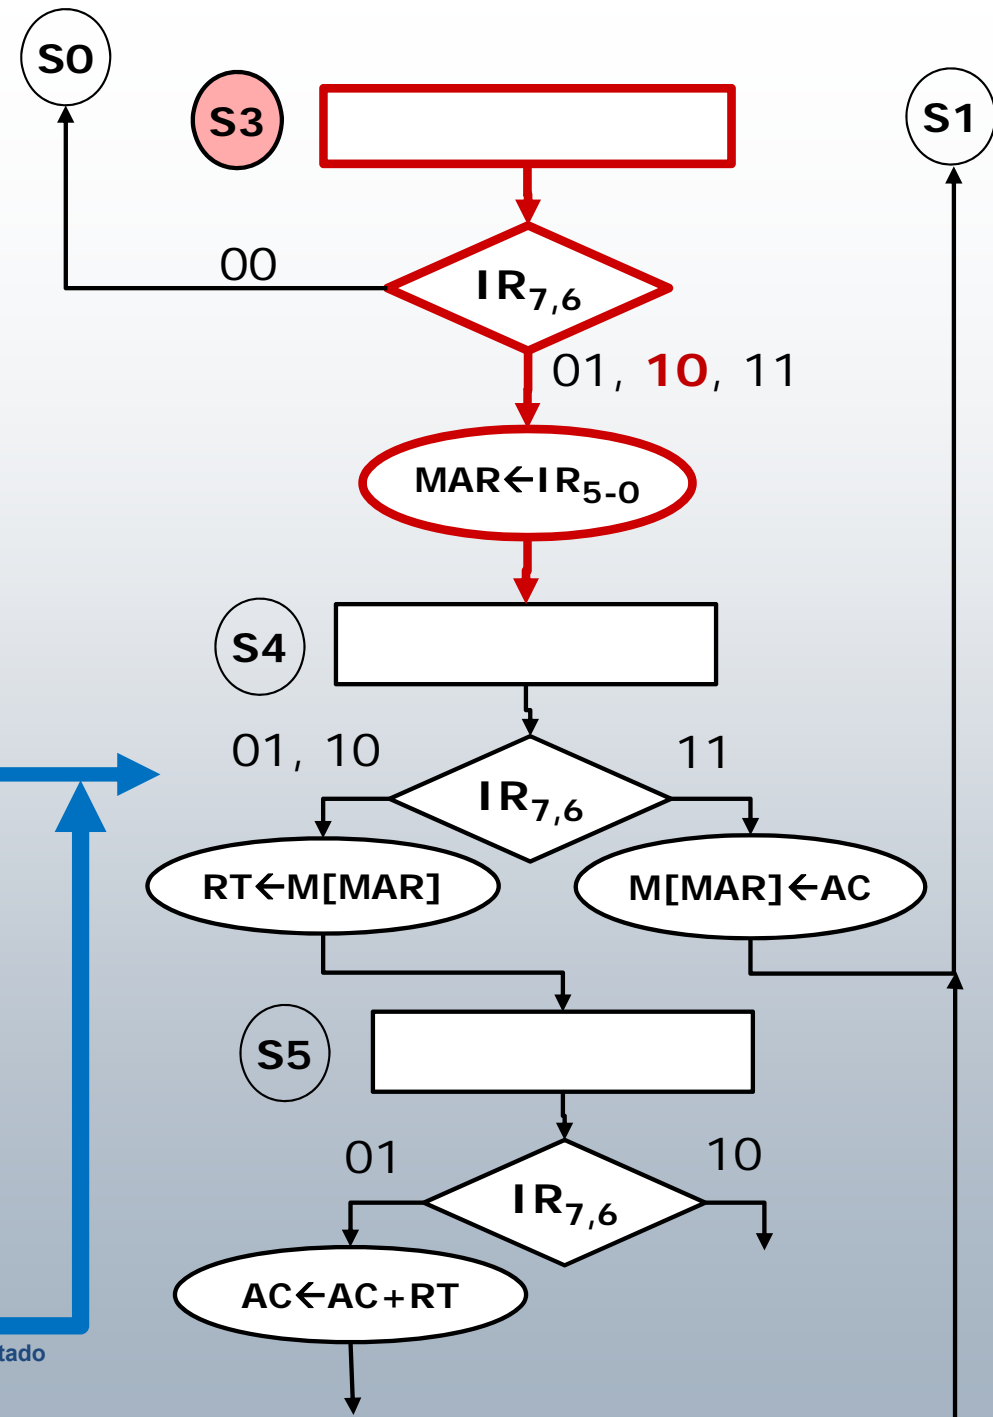 S0
S3
S1
00
IR7,6
01, 10, 11
MAR←IR5-0
S4
01, 10
11
IR7,6
RT←M[MAR]
M[MAR]←AC
S5
01
10
IR7,6
AC←AC+RT